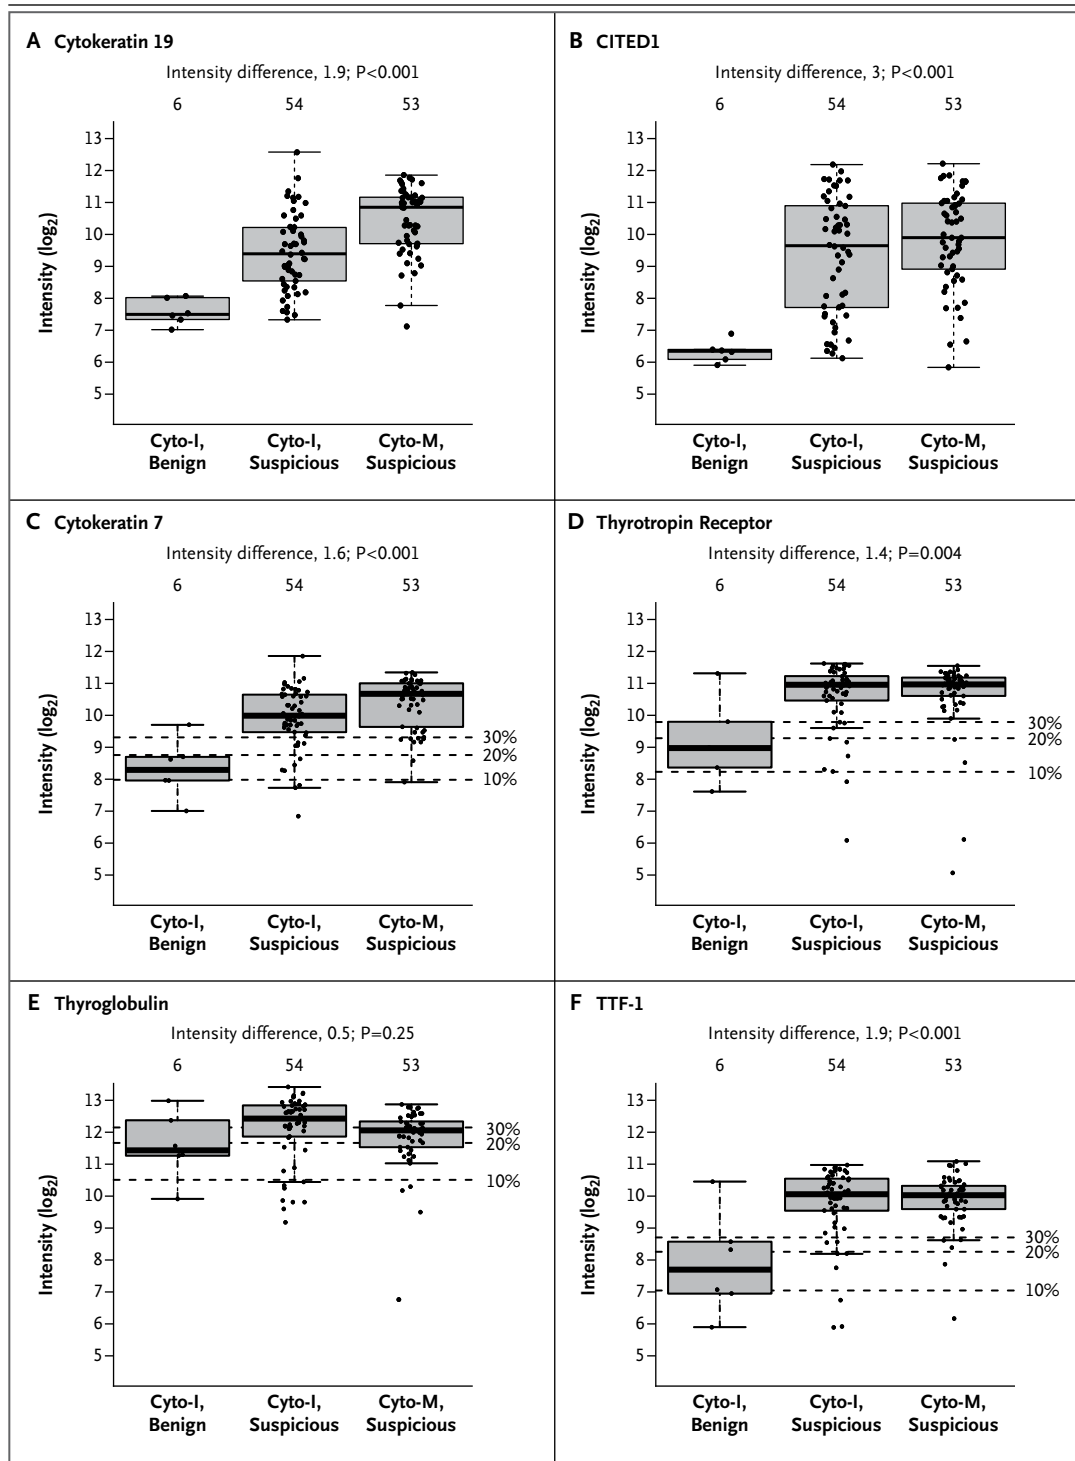 A Cytokeratin 19
Intensity difference, 1.9; P<0.001
6 54 53
13
12
11
10
9
8
7
6
5
Intensity (log2)
Cyto-I, Benign
Cyto-I, Suspicious
Cyto-M, Suspicious
B CITED1
Intensity difference, 3; P<0.001
6 54 53
13
12
11
10
9
8
7
6
5
Intensity (log2)
Cyto-I, Benign
Cyto-I, Suspicious
Cyto-M, Suspicious
C Cytokeratin 7
Intensity difference, 1.6; P<0.001
6 54 53
13
12
11
10
9
8
7
6
5
30%
20%
10%
Intensity (log2)
Cyto-I, Benign
Cyto-I, Suspicious
Cyto-M, Suspicious
D Thyrotropin Receptor
Intensity difference, 1.4; P=0.004
6 54 53
13
12
11
10
9
8
7
6
5
30%
20%
10%
Intensity (log2)
Cyto-I, Benign
Cyto-I, Suspicious
Cyto-M, Suspicious
E Thyroglobulin
Intensity difference, 0.5; P=0.25
6 54 53
13
12
11
10
9
8
7
6
5
30%
20%
10%
Intensity (log2)
Cyto-I, Benign
Cyto-I, Suspicious
Cyto-M, Suspicious
F TTF-1
Intensity difference, 1.9; P<0.001
6 54 53
13
12
11
10
9
8
7
6
5
30%
20%
10%
Intensity (log2)
Cyto-I, Benign
Cyto-I, Suspicious
Cyto-M, Suspicious